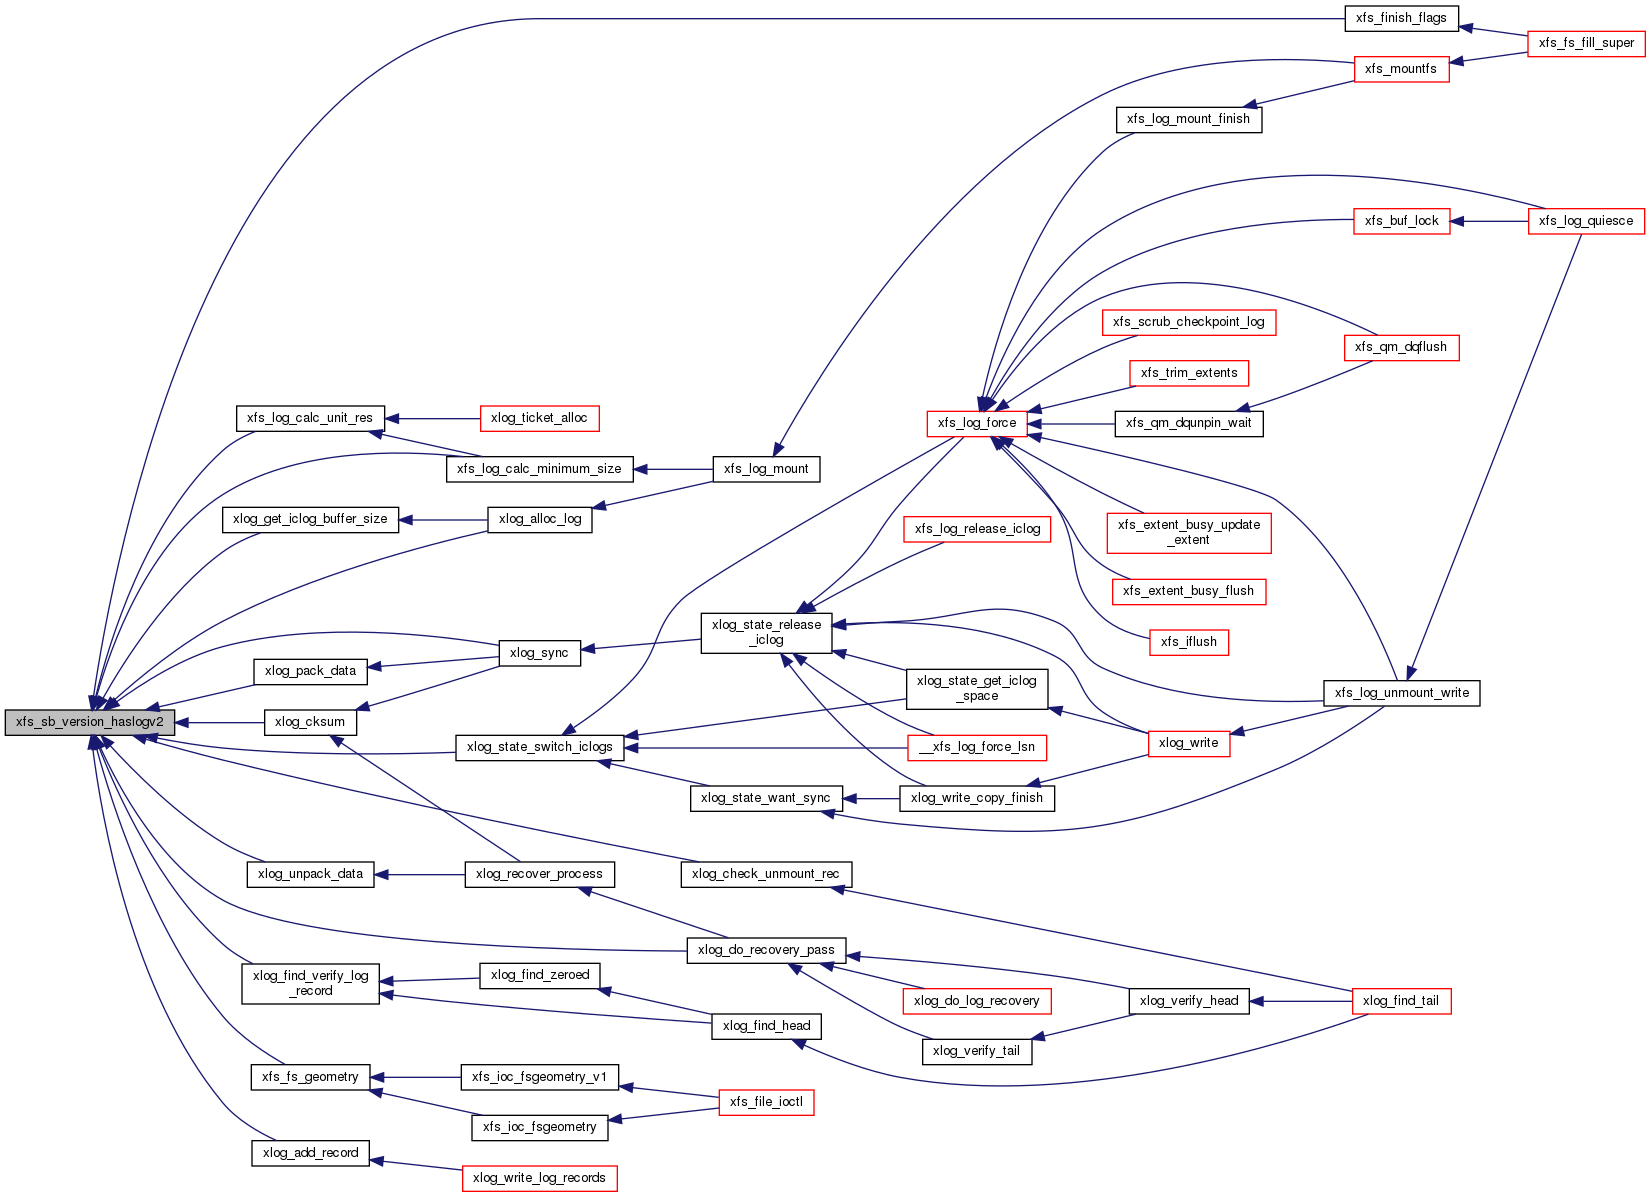 xfs_finish_flags
xfs_fs_fill_super
xfs_mountfs
xfs_log_mount_finish
xfs_buf_lock
xfs_log_quiesce
xfs_scrub_checkpoint_log
xfs_qm_dqflush
xfs_trim_extents
xfs_log_calc_unit_res
xlog_ticket_alloc
xfs_log_force
xfs_qm_dqunpin_wait
xfs_log_calc_minimum_size
xfs_log_mount
xlog_get_iclog_buffer_size
xlog_alloc_log
xfs_log_release_iclog
xfs_extent_busy_update
_extent
xfs_extent_busy_flush
xlog_state_release
_iclog
xfs_iflush
xlog_sync
xlog_pack_data
xlog_state_get_iclog
_space
xfs_log_unmount_write
xfs_sb_version_haslogv2
xlog_cksum
xlog_state_switch_iclogs
__xfs_log_force_lsn
xlog_write
xlog_state_want_sync
xlog_write_copy_finish
xlog_unpack_data
xlog_recover_process
xlog_check_unmount_rec
xlog_do_recovery_pass
xlog_find_verify_log
_record
xlog_find_zeroed
xlog_do_log_recovery
xlog_verify_head
xlog_find_tail
xlog_find_head
xlog_verify_tail
xfs_fs_geometry
xfs_ioc_fsgeometry_v1
xfs_file_ioctl
xfs_ioc_fsgeometry
xlog_add_record
xlog_write_log_records